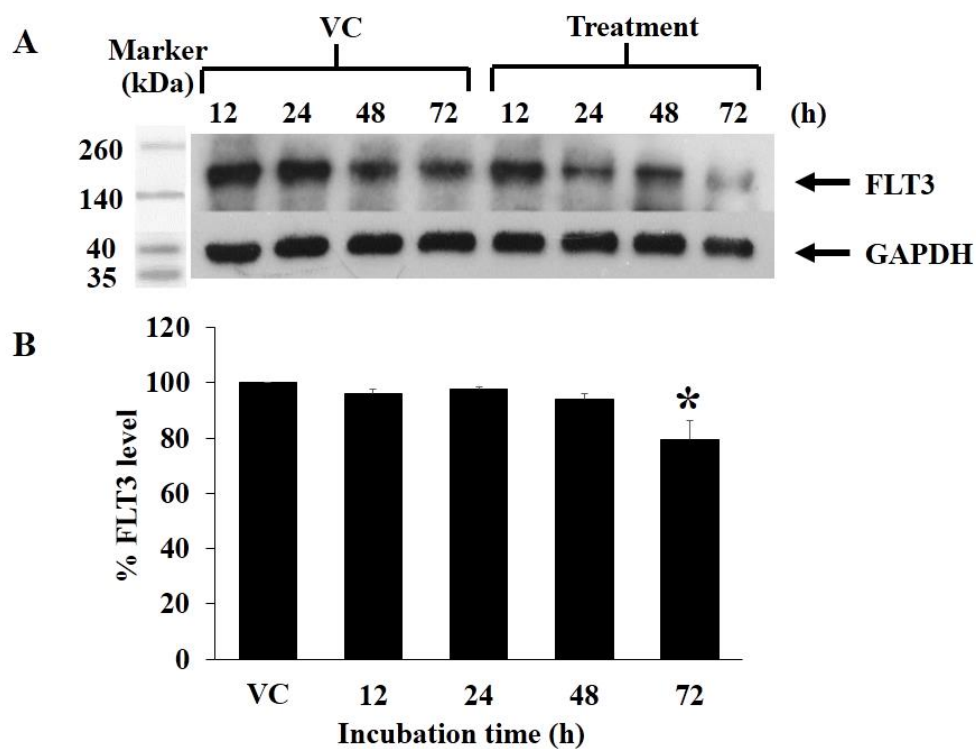 A
Marker
(kDa)
VC
Treatment
12 24 48 72 12 24 48 72 (h)
260
140
40
35
FLT3
GAPDH
B
% FLT3 level
120
100
80
60
40
20
0
*
VC 12 24 48 72
Incubation time (h)